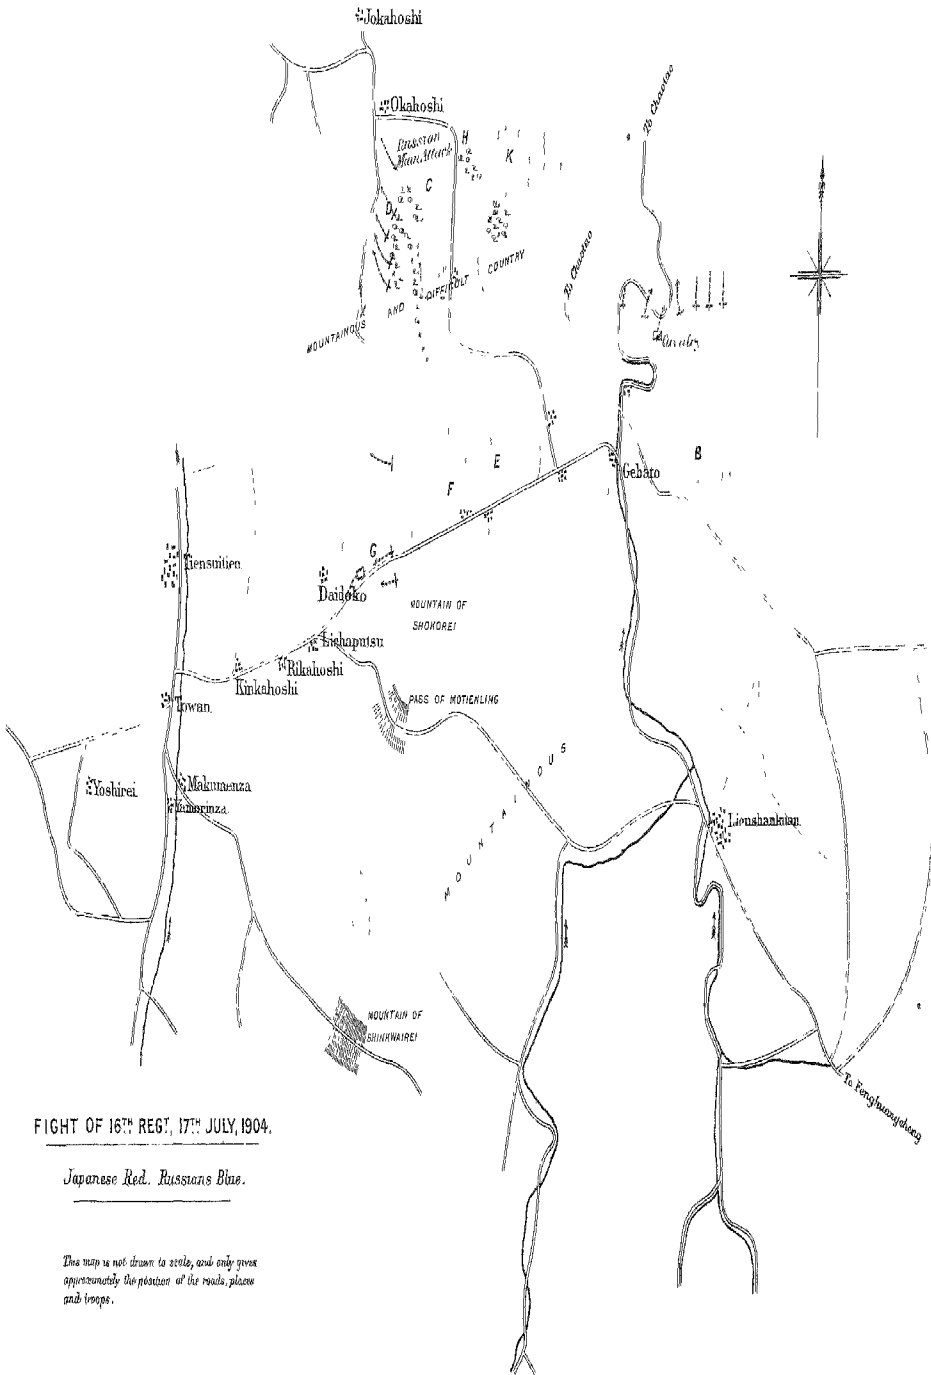 Jokahoshi
Okahoshi
To Chaotao
Russian
Main Attack
H
K
C
D
To Chaotao
MOUNTAINOUS AND DIFFICULT COUNTRY
Cavalry
B
E
Gebato
F
G
Tiensuitien
Daidoko
MOUNTAIN OF
SHOKOREI
Lishaputsu
Rikahoshi
Kinkahoshi
PASS OF MOTIENLING
Towan
MOUNTAINOUS
Yoshirei
Makumenza
Yamorinza
Lienshankuan
MOUNTAIN OF
SHINKWAIREI
To Fenghuangcheng
FIGHT OF 16TH REGT, 17TH JULY, 1904.
Japanese Red. Russians Blue.
This map is not drawn to scale, and only gives
approximately the position of the roads, places
and troops.